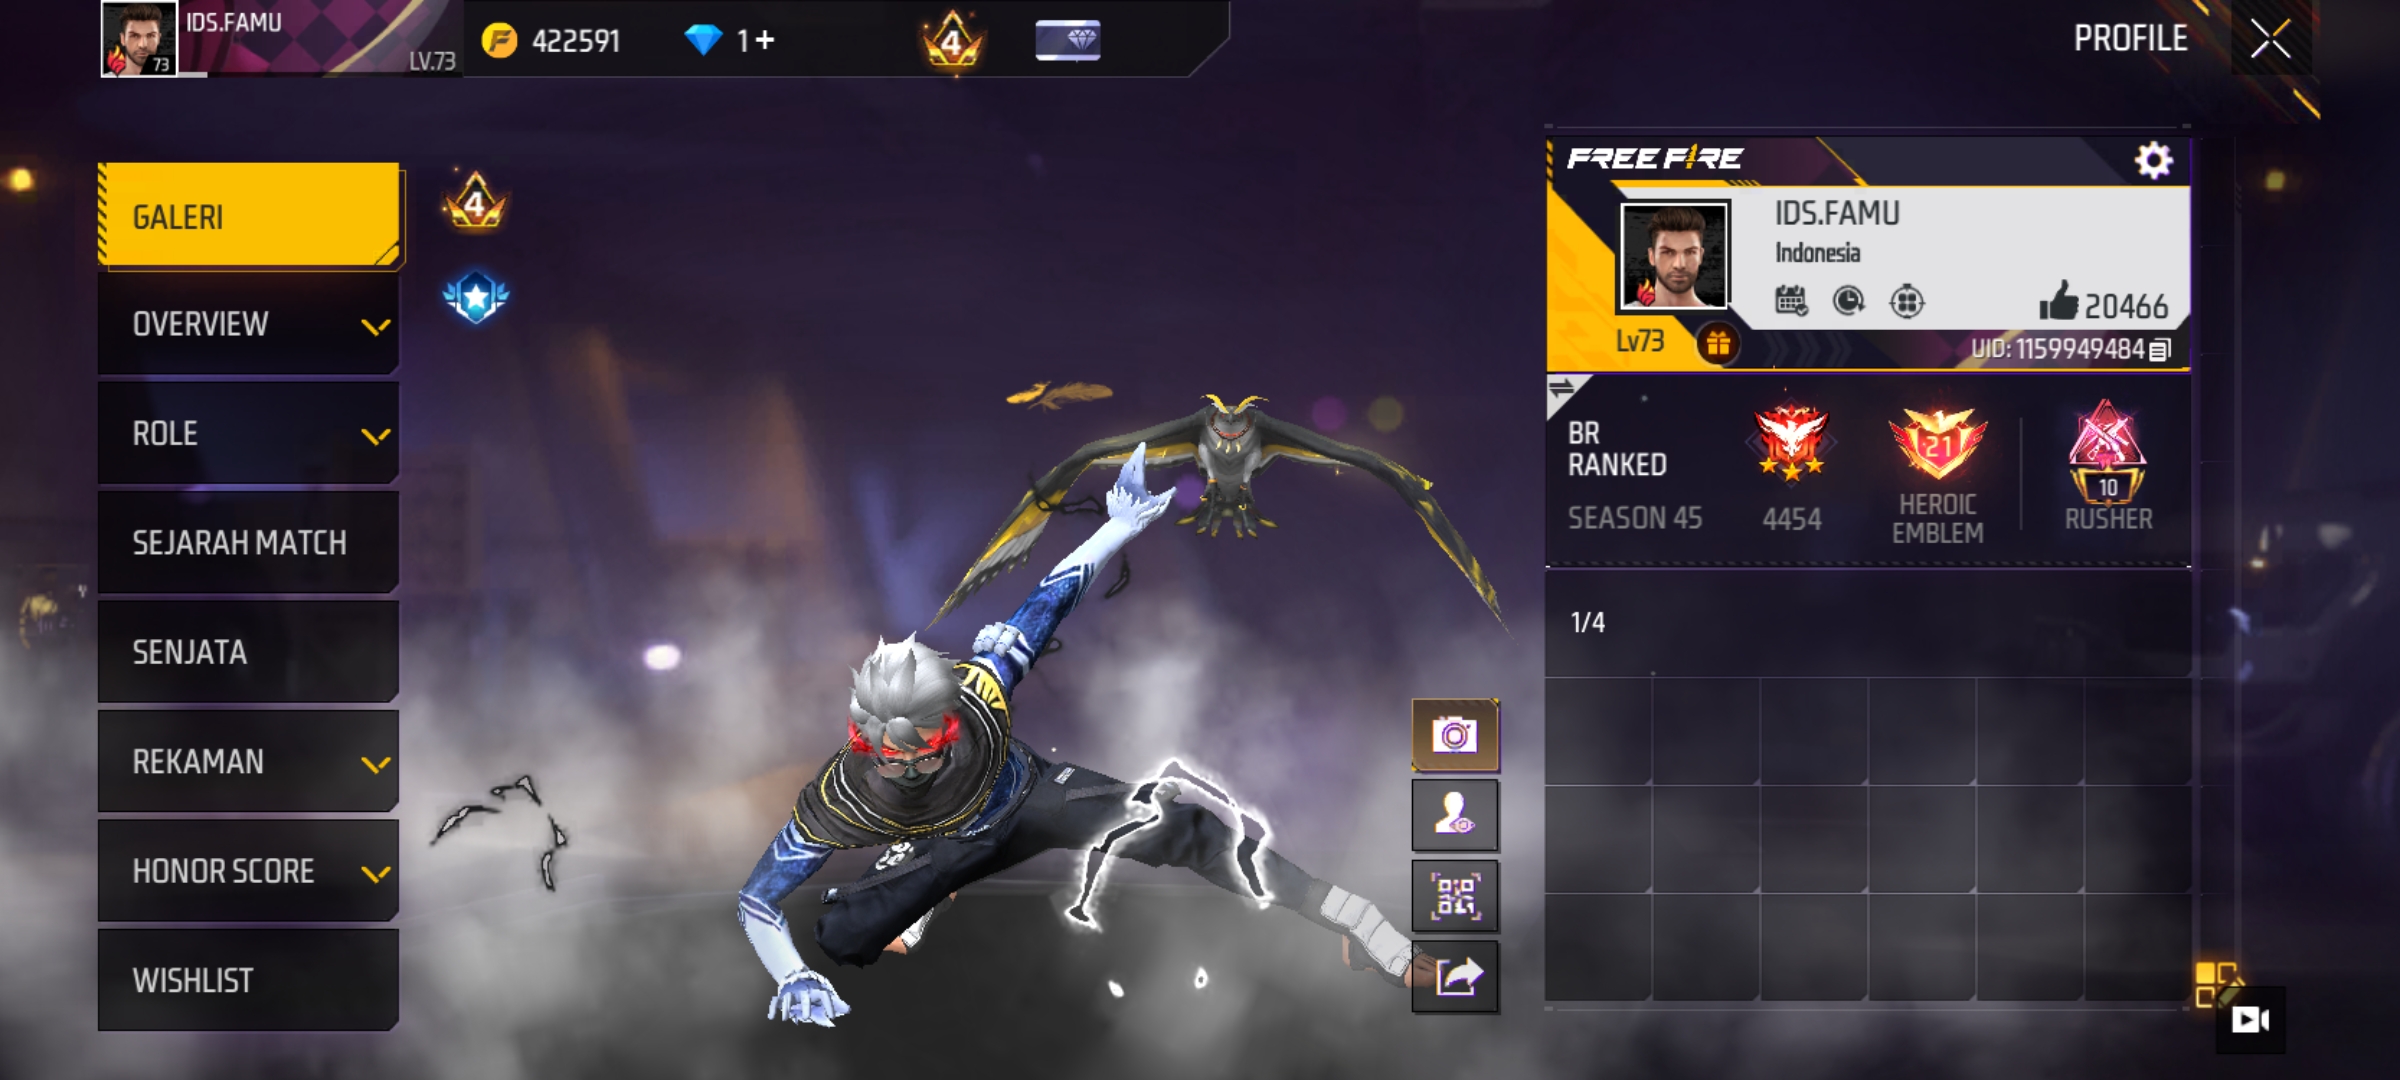 IDS.FAMU
73
LV.73
422591
1+
4
PROFILE
GALERI
OVERVIEW
ROLE
SEJARAH MATCH
SENJATA
REKAMAN
HONOR SCORE
WISHLIST
4
FREE FIRE
IDS.FAMU
Indonesia
20466
Lv73
UID: 1159949484
BR
RANKED
SEASON 45
4454
21
HEROIC
EMBLEM
10
RUSHER
1/4